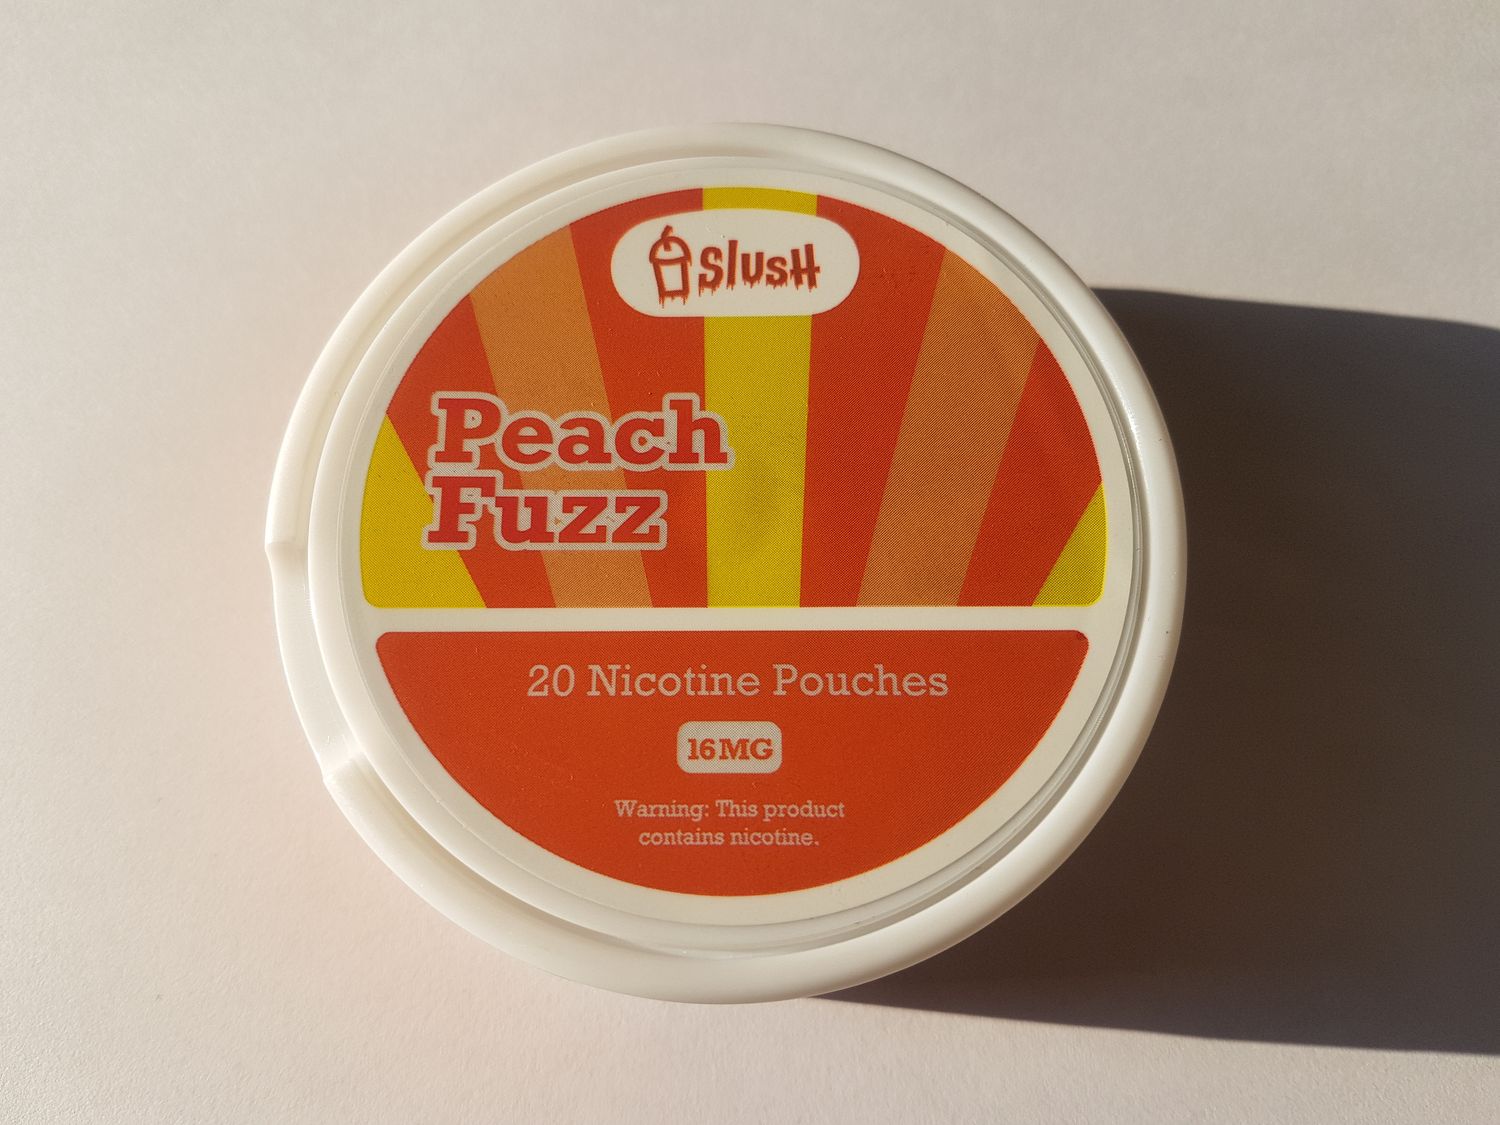 SlusH
Peach
Fuzz
20 Nicotine Pouches
16MG
Warning: This product
contains nicotine.